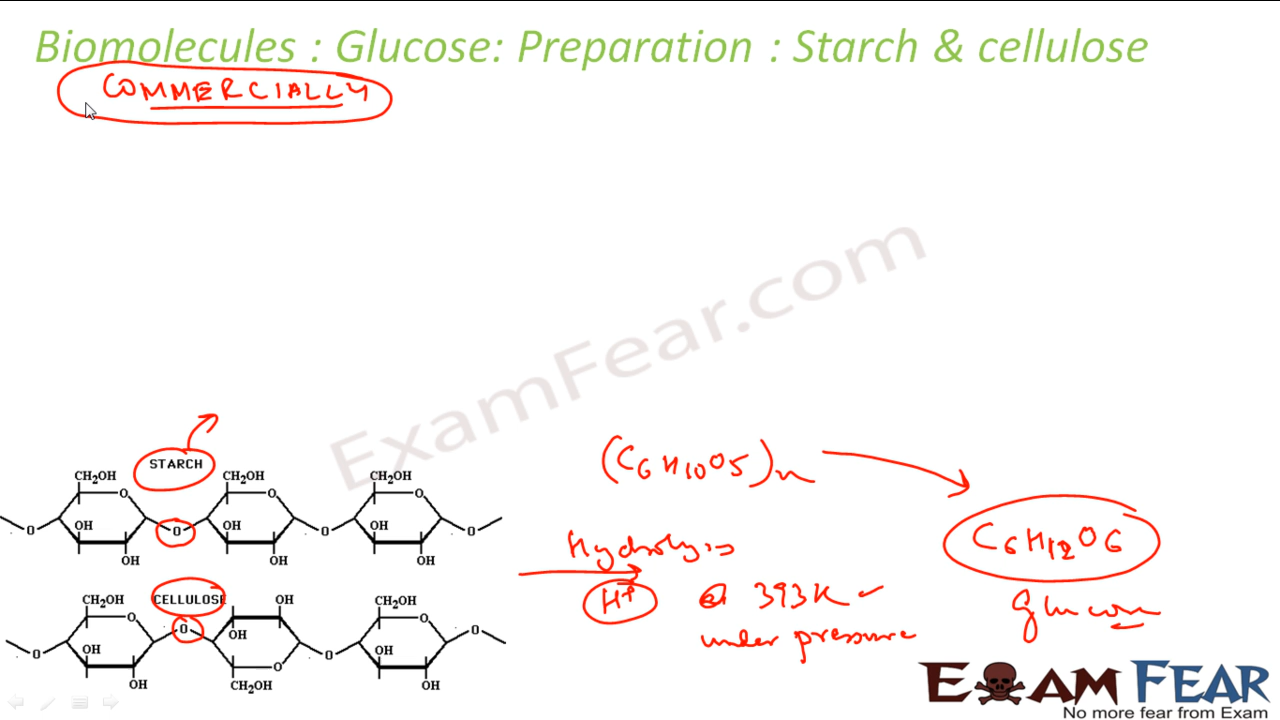 Biomolecules : Glucose: Preparation : Starch & cellulose
COMMERCIALLY
ExamFear.com
STARCH
CH₂OH CH₂OH CH₂OH
O O O
O OH O OH O OH O
OH OH OH
CELLULOSE
CH₂OH OH CH₂OH
O O O
O OH OH O OH
OH O OH
CH₂OH
(C6H10O5)n
C6H12O6
Glucose
Hydrolysis
H+ @ 393K
under pressure
EXAM FEAR
No more fear from Exam